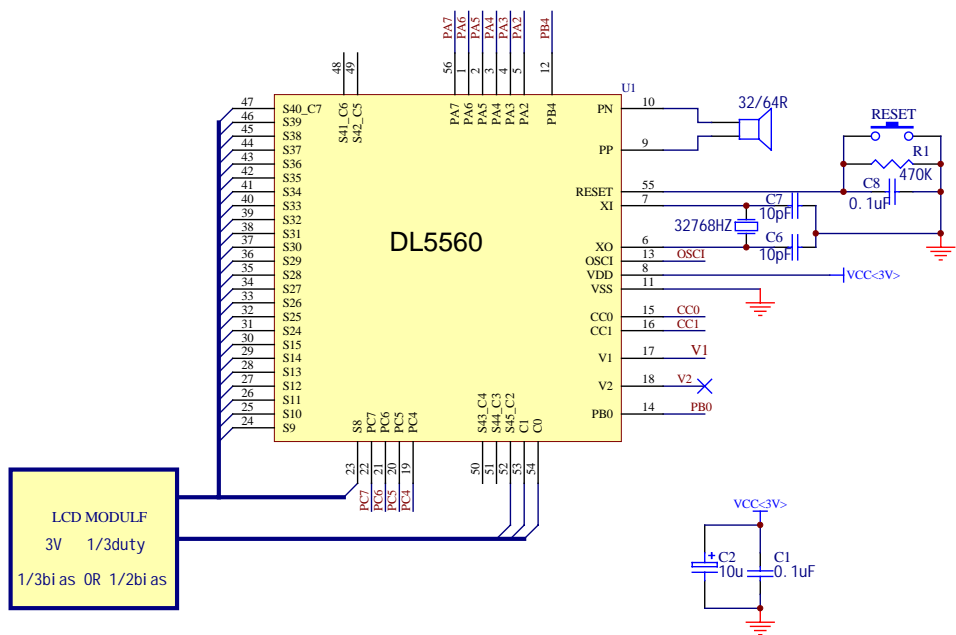 PA7 PA6 PA5 PA4 PA3 PA2 PB4
48 49 56 1 2 3 4 5 12
U1
S41_C6 S42_C5 PA7 PA6 PA5 PA4 PA3 PA2 PB4
47 S40_C7
46 S39
45 S38
44 S37
43 S36
42 S35
41 S34
40 S33
39 S32
38 S31
37 S30
36 S29
35 S28
34 S27
33 S26
32 S25
31 S24
30 S15
29 S14
28 S13
27 S12
26 S11
25 S10
24 S9
DL5560
PN 10
PP 9
RESET 55
XI 7
XO 6
OSCI 13 OSCI
VDD 8 VCC<3V>
VSS 11
CC0 15 CC0
CC1 16 CC1
V1 17 V1
V2 18 V2
PB0 14 PB0
32/64R
RESET
R1
470K
C8
0.1uF
C7
10pF
32768HZ
C6
10pF
S8 PC7 PC6 PC5 PC4 S43_C4 S44_C3 S45_C2 C1 C0
23 22 21 20 19 50 51 52 53 54
PC7 PC6 PC5 PC4
LCD MODULF
3V 1/3duty
1/3bias OR 1/2bias
VCC<3V>
+
C2
10u
C1
0.1uF